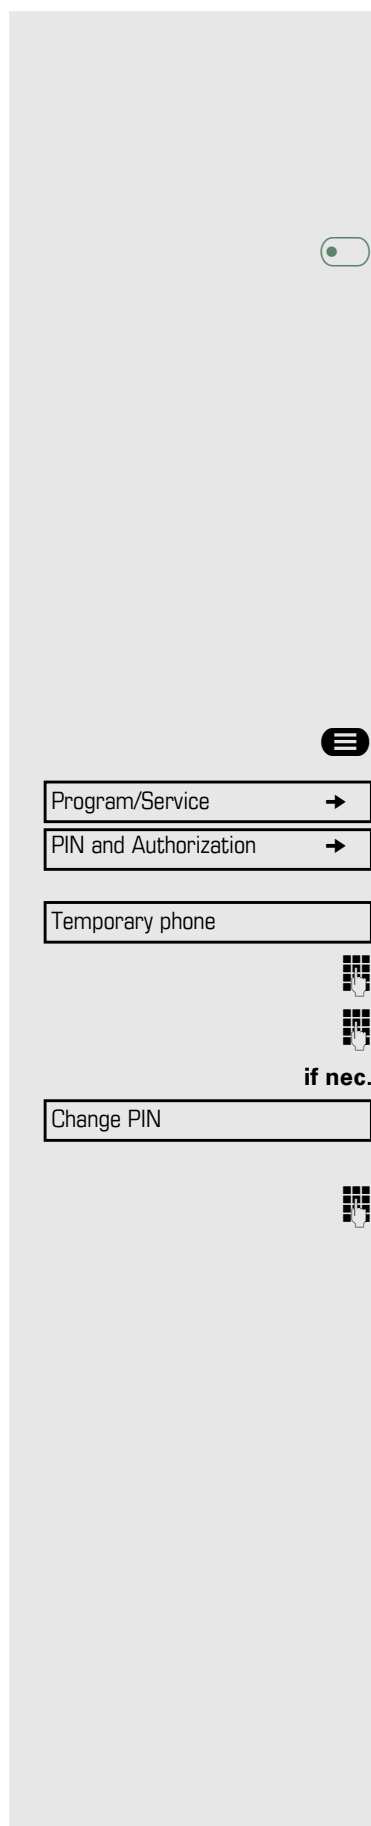 Program/Service
PIN and Authorization
Temporary phone
if nec.
Change PIN